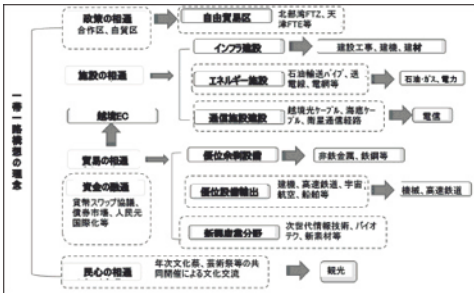 一帯一路構想の理念
政策の相通
合作区、自貿区
自由貿易区
北部湾FTZ、天
津FTE等
施設の相通
インフラ建設
建設工事、建機、建材
エネルギー施設
石油輸送パイプ、送
電線、電網等
石油・ガス、電力
通信施設建設
越境光ケーブル、海底ケー
ブル、衛星通信経路
電信
越境EC
貿易の相通
優位余剰設備
非鉄金属、鉄鋼等
資金の融通
貨幣スワップ協議、
債券市場、人民元
国際化等
優位設備輸出
建機、高速鉄道、宇宙
航空、船舶等
機械、高速鉄道
新興産業分野
次世代情報技術、バイオ
テク、新素材等
民心の相通
年次文化祭、芸術祭等の共
同開催による文化交流
観光